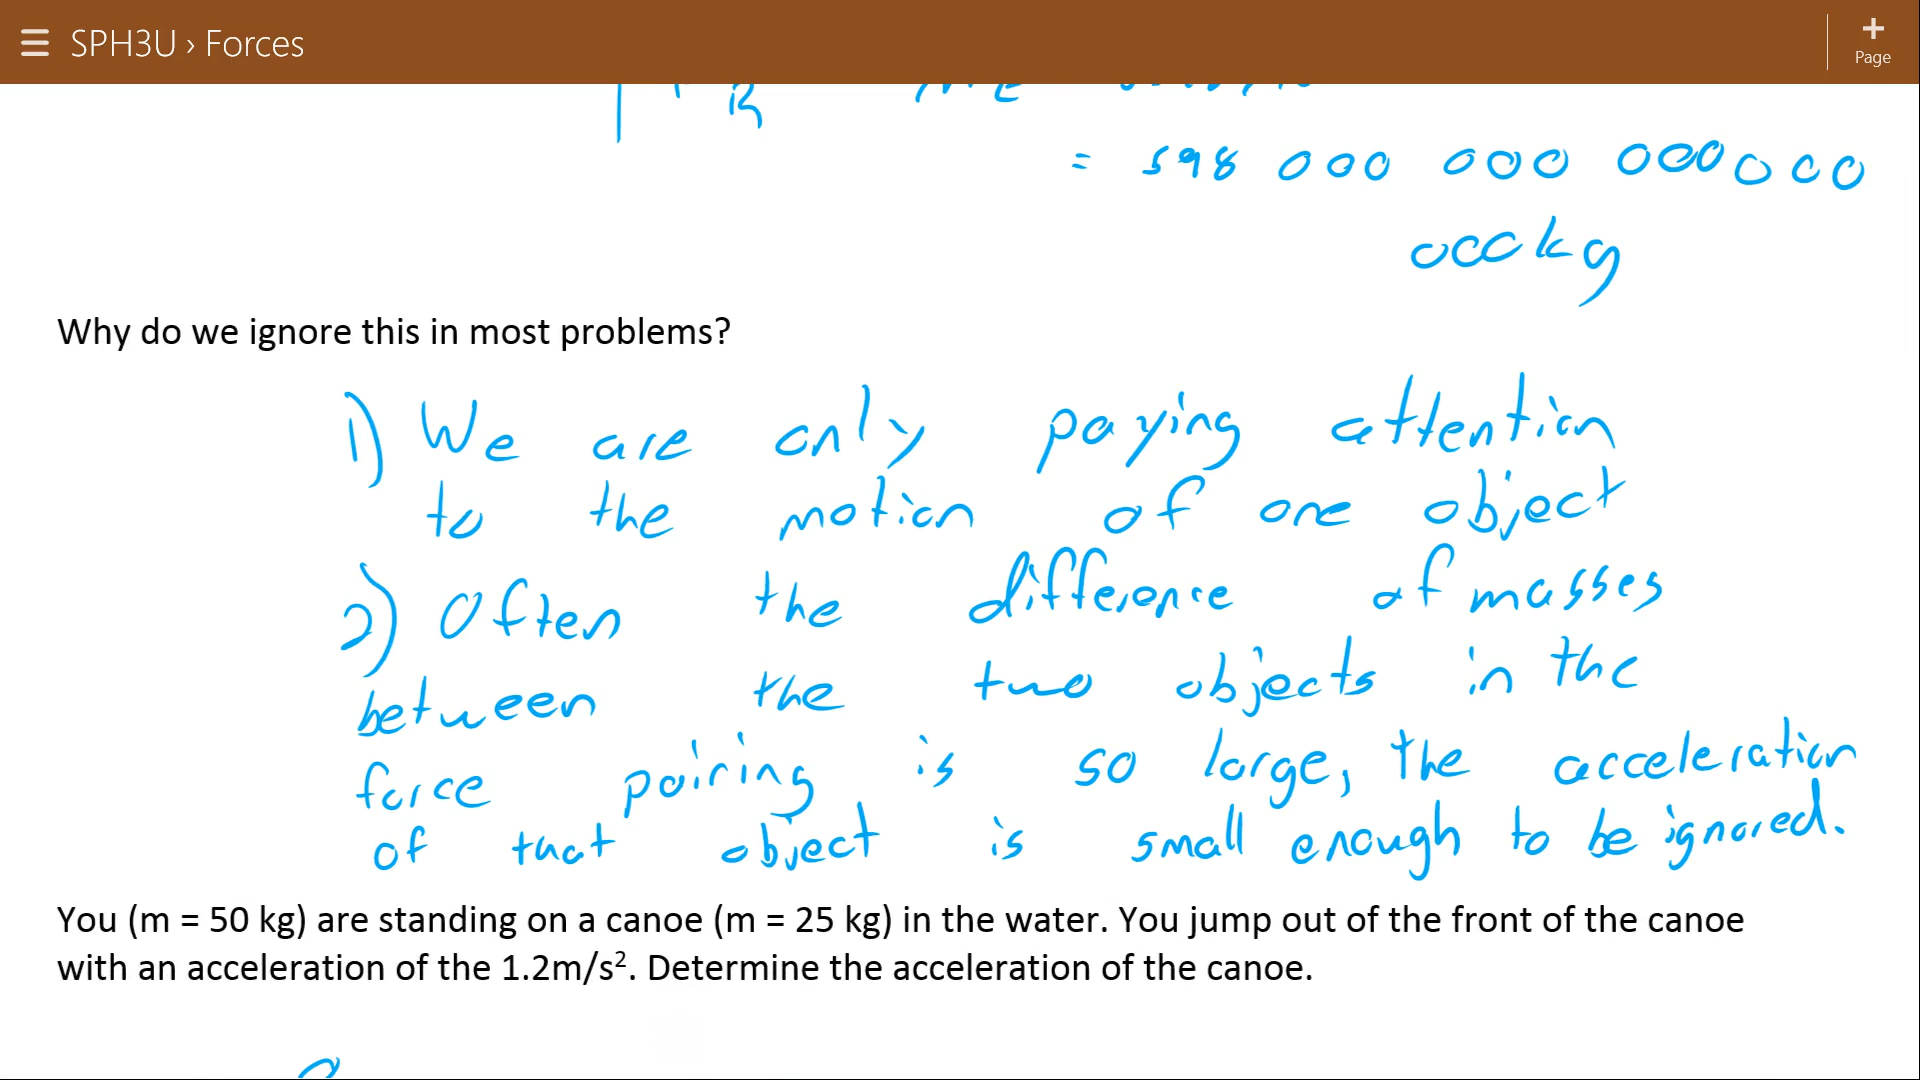 SPH3U › Forces
+
Page
= 598 000 000 000 000
000 kg
Why do we ignore this in most problems?
1) We are only paying attention
to the motion of one object
2) Often the difference of masses
between the two objects in the
force pairing is so large, the acceleration
of that object is small enough to be ignored.
You (m = 50 kg) are standing on a canoe (m = 25 kg) in the water. You jump out of the front of the canoe
with an acceleration of the 1.2m/s². Determine the acceleration of the canoe.